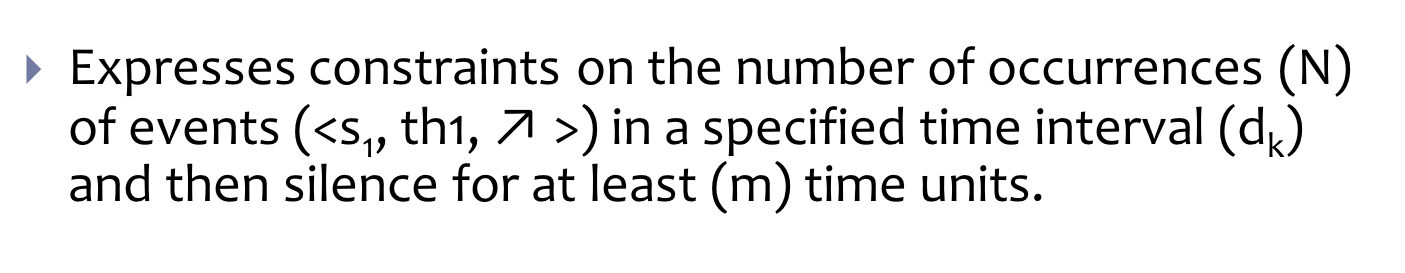 Expresses constraints on the number of occurrences (N)
of events (<s₁, th1, ↗ >) in a specified time interval (dₖ)
and then silence for at least (m) time units.